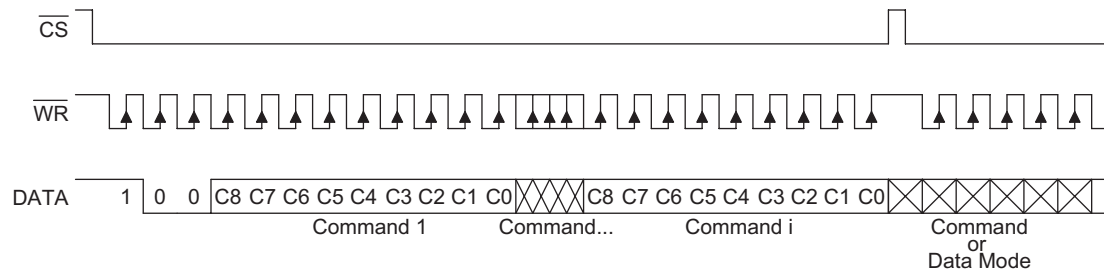 CS
WR
DATA 1 0 0 C8 C7 C6 C5 C4 C3 C2 C1 C0 C8 C7 C6 C5 C4 C3 C2 C1 C0
Command 1 Command... Command i Command
or
Data Mode